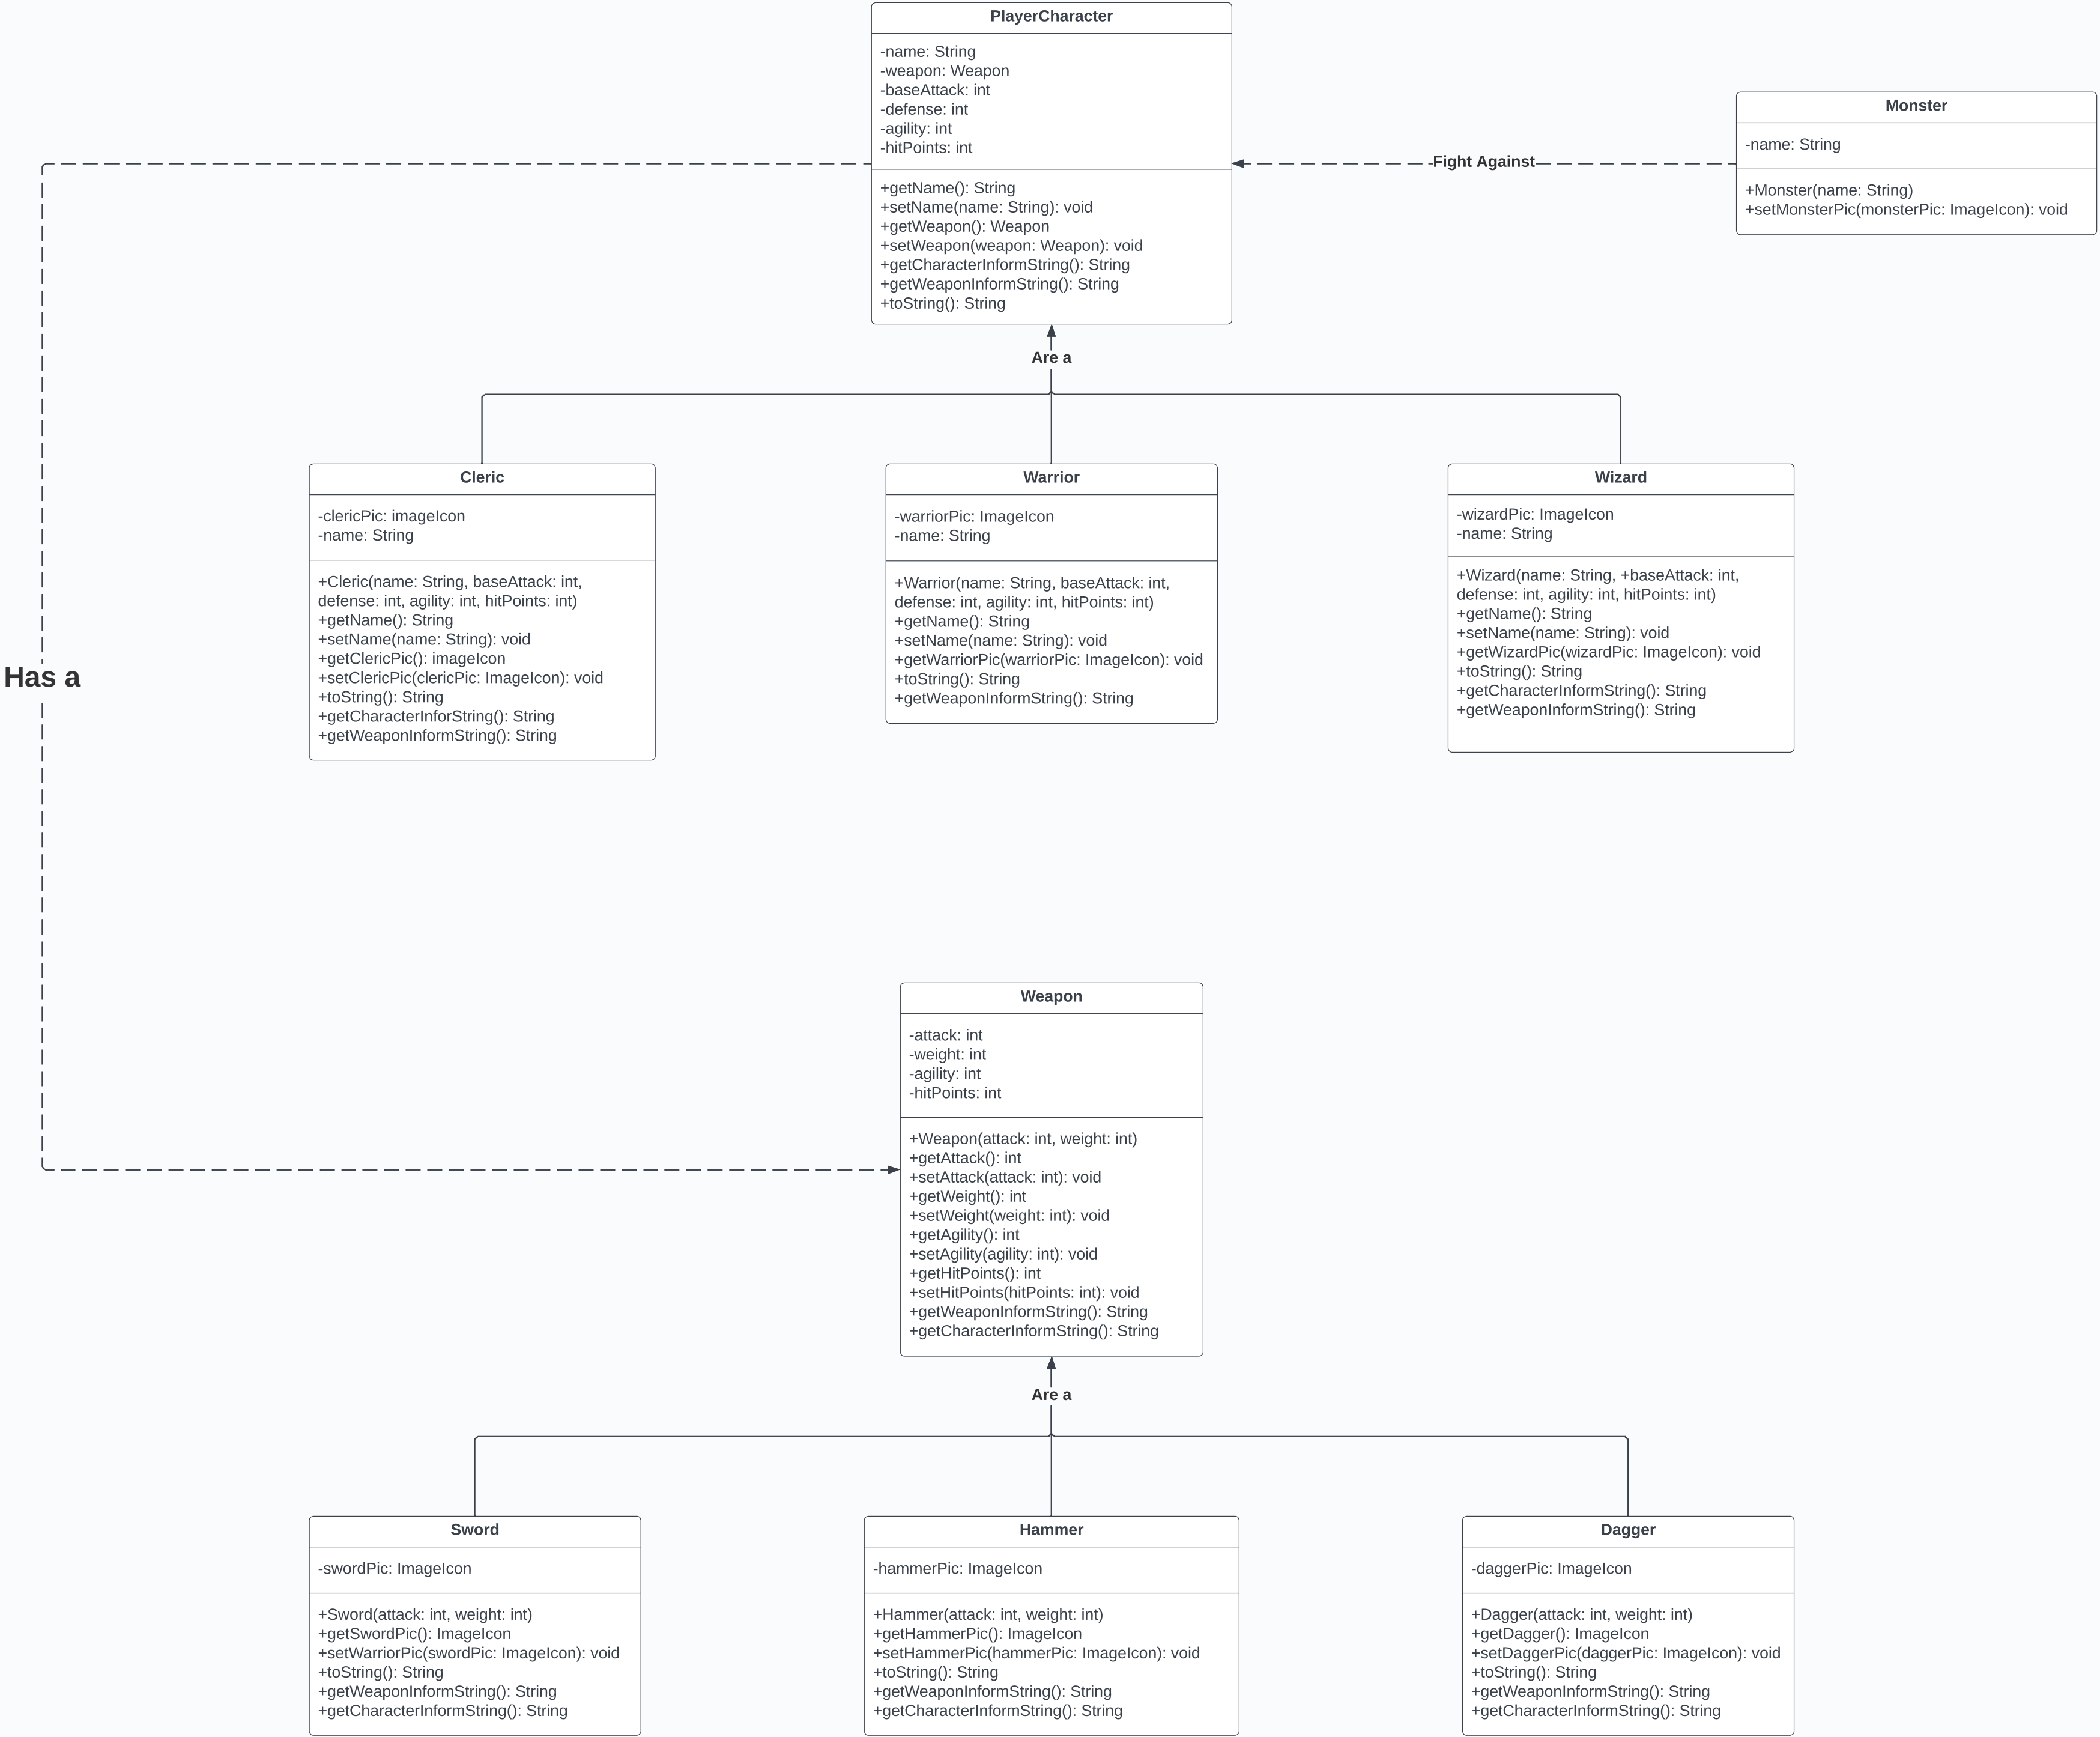 PlayerCharacter
-name: String
-weapon: Weapon
-baseAttack: int
-defense: int
-agility: int
-hitPoints: int
+getName(): String
+setName(name: String): void
+getWeapon(): Weapon
+setWeapon(weapon: Weapon): void
+getCharacterInformString(): String
+getWeaponInformString(): String
+toString(): String
Fight Against
Monster
-name: String
+Monster(name: String)
+setMonsterPic(monsterPic: ImageIcon): void
Are a
Has a
Cleric
-clericPic: imageIcon
-name: String
+Cleric(name: String, baseAttack: int,
defense: int, agility: int, hitPoints: int)
+getName(): String
+setName(name: String): void
+getClericPic(): imageIcon
+setClericPic(clericPic: ImageIcon): void
+toString(): String
+getCharacterInforString(): String
+getWeaponInformString(): String
Warrior
-warriorPic: ImageIcon
-name: String
+Warrior(name: String, baseAttack: int,
defense: int, agility: int, hitPoints: int)
+getName(): String
+setName(name: String): void
+getWarriorPic(warriorPic: ImageIcon): void
+toString(): String
+getWeaponInformString(): String
Wizard
-wizardPic: ImageIcon
-name: String
+Wizard(name: String, +baseAttack: int,
defense: int, agility: int, hitPoints: int)
+getName(): String
+setName(name: String): void
+getWizardPic(wizardPic: ImageIcon): void
+toString(): String
+getCharacterInformString(): String
+getWeaponInformString(): String
Weapon
-attack: int
-weight: int
-agility: int
-hitPoints: int
+Weapon(attack: int, weight: int)
+getAttack(): int
+setAttack(attack: int): void
+getWeight(): int
+setWeight(weight: int): void
+getAgility(): int
+setAgility(agility: int): void
+getHitPoints(): int
+setHitPoints(hitPoints: int): void
+getWeaponInformString(): String
+getCharacterInformString(): String
Are a
Sword
-swordPic: ImageIcon
+Sword(attack: int, weight: int)
+getSwordPic(): ImageIcon
+setWarriorPic(swordPic: ImageIcon): void
+toString(): String
+getWeaponInformString(): String
+getCharacterInformString(): String
Hammer
-hammerPic: ImageIcon
+Hammer(attack: int, weight: int)
+getHammerPic(): ImageIcon
+setHammerPic(hammerPic: ImageIcon): void
+toString(): String
+getWeaponInformString(): String
+getCharacterInformString(): String
Dagger
-daggerPic: ImageIcon
+Dagger(attack: int, weight: int)
+getDagger(): ImageIcon
+setDaggerPic(daggerPic: ImageIcon): void
+toString(): String
+getWeaponInformString(): String
+getCharacterInformString(): String